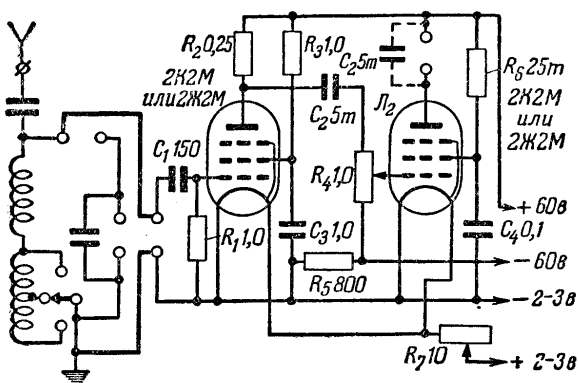 R₂0,25
R₃1,0
C₂5т
R₆25т
2К2М
или2Ж2М
C₂5т
Л₂
2К2М
или
2Ж2М
C₁150
R₄1,0
+ 60в
R₁1,0
C₃1,0
C₄0,1
R₅800
— 60в
— 2-3в
R₇10
+ 2-3в